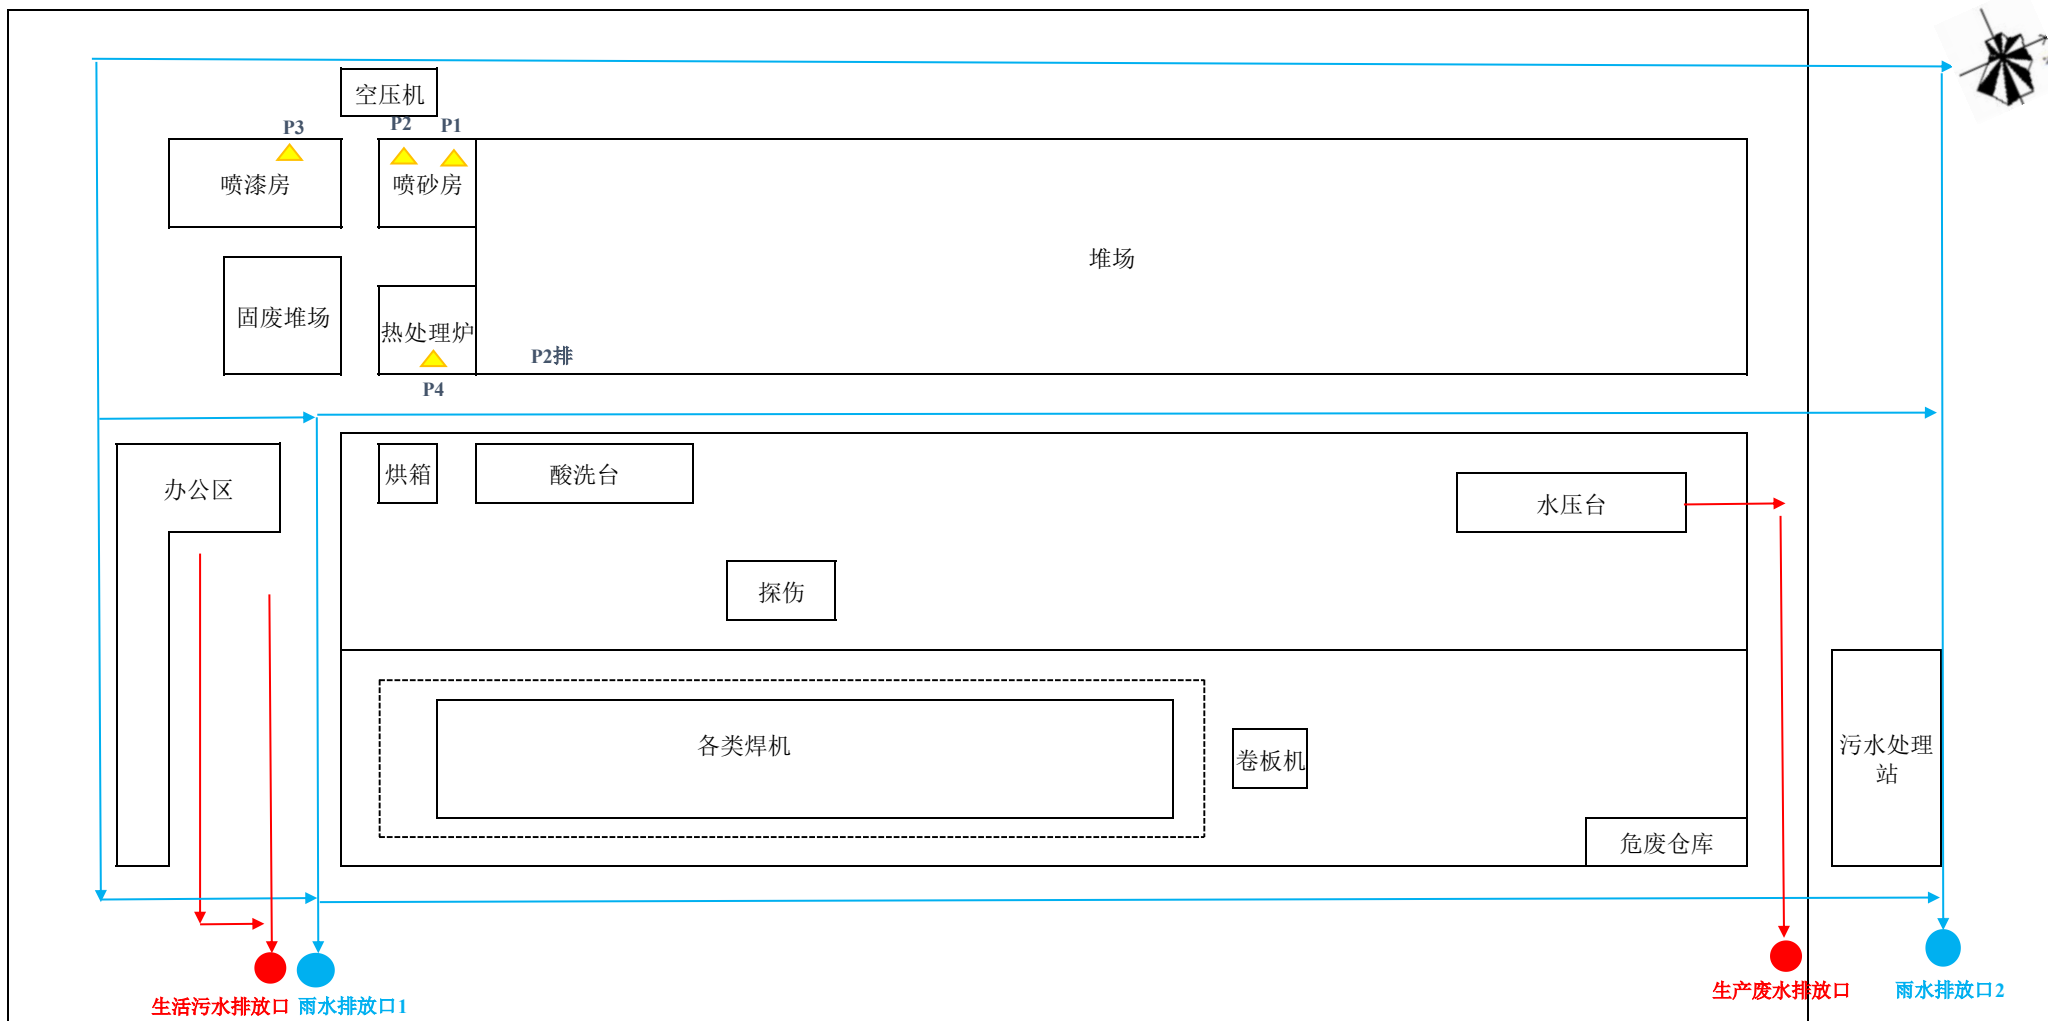 空压机
P3
P2
P1
喷漆房
喷砂房
堆场
固废堆场
热处理炉
P2排
P4
烘箱
酸洗台
办公区
水压台
探伤
各类焊机
卷板机
污水处理
站
危废仓库
生活污水排放口
雨水排放口1
生产废水排放口
雨水排放口2